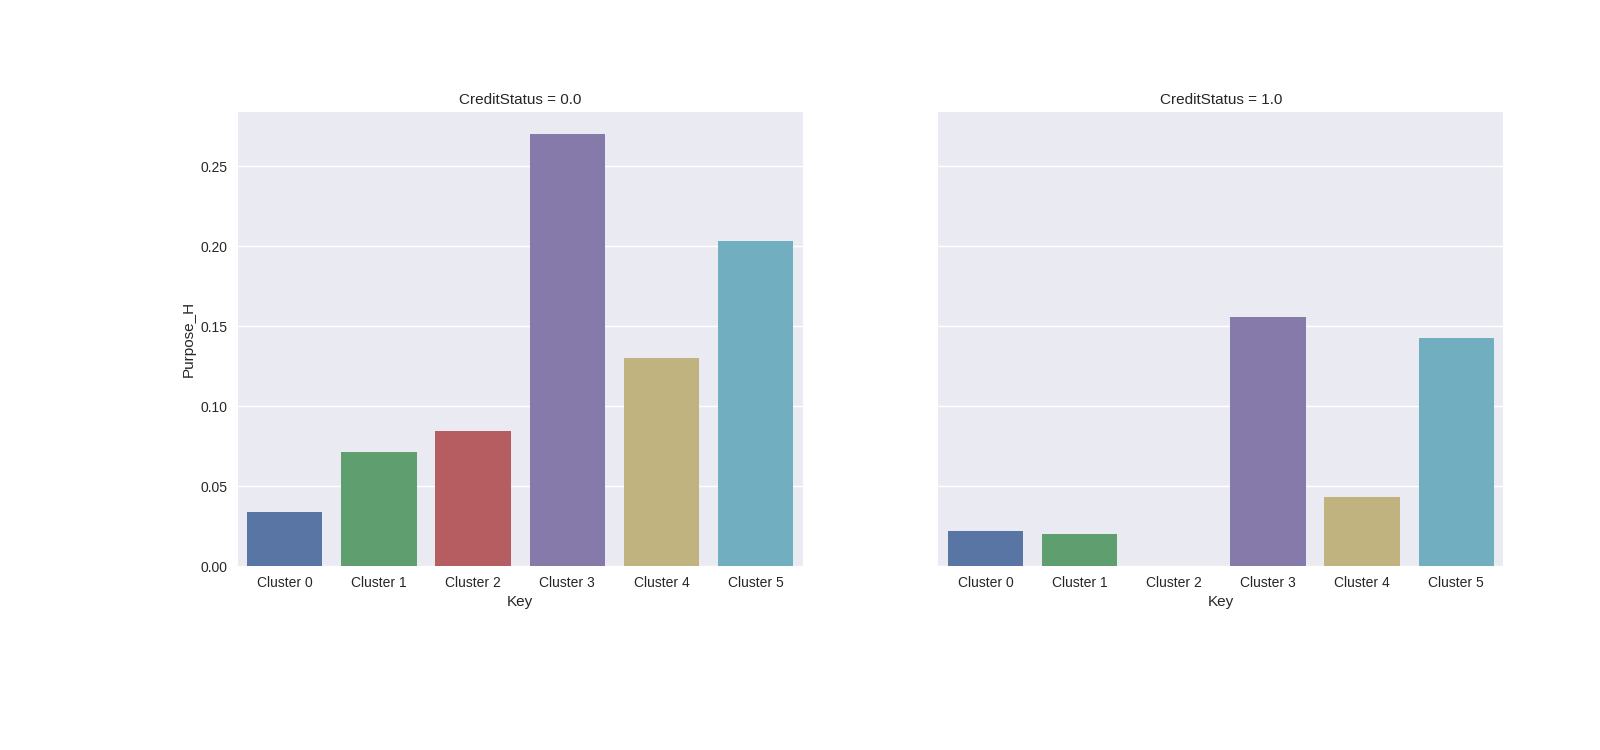 CreditStatus = 0.0
CreditStatus = 1.0
Purpose_H
0.25
0.20
0.15
0.10
0.05
0.00
Cluster 0 Cluster 1 Cluster 2 Cluster 3 Cluster 4 Cluster 5
Key
Cluster 0 Cluster 1 Cluster 2 Cluster 3 Cluster 4 Cluster 5
Key